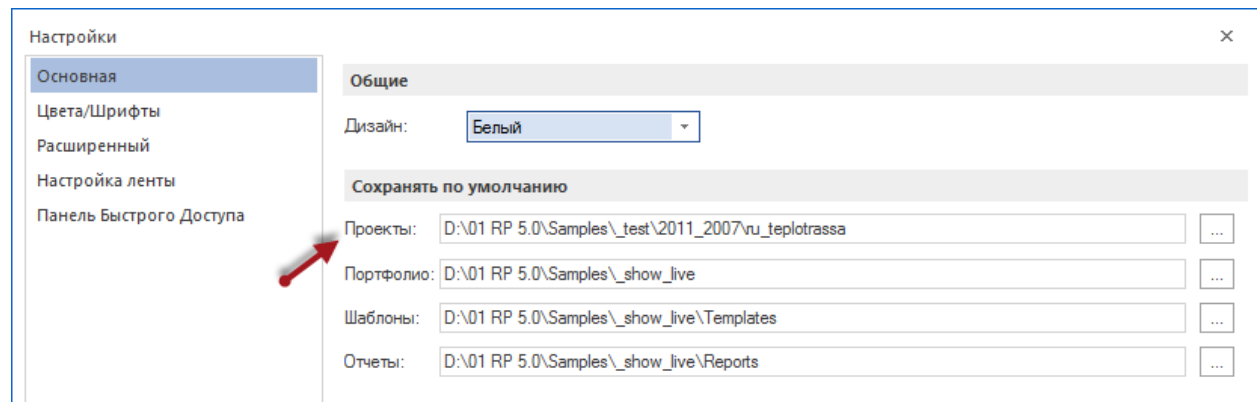 Настройки
Основная
Цвета/Шрифты
Расширенный
Настройка ленты
Панель Быстрого Доступа
Общие
Дизайн: Белый
Сохранять по умолчанию
Проекты: D:\01 RP 5.0\Samples\_test\2011_2007\ru_teplotrassa ...
Портфолио: D:\01 RP 5.0\Samples\_show_live ...
Шаблоны: D:\01 RP 5.0\Samples\_show_live\Templates ...
Отчеты: D:\01 RP 5.0\Samples\_show_live\Reports ...